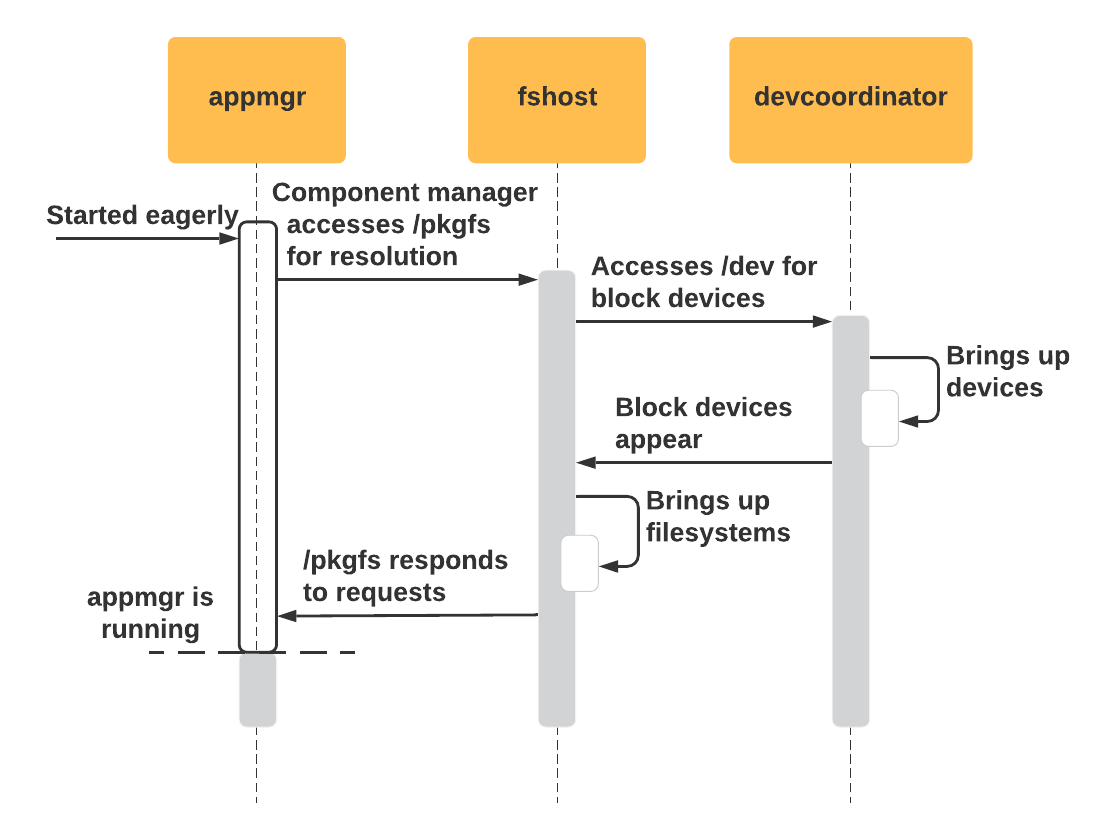 appmgr
fshost
devcoordinator
Started eagerly
Component manager
accesses /pkgfs
for resolution
Accesses /dev for
block devices
Brings up
devices
Block devices
appear
Brings up
filesystems
/pkgfs responds
to requests
appmgr is
running